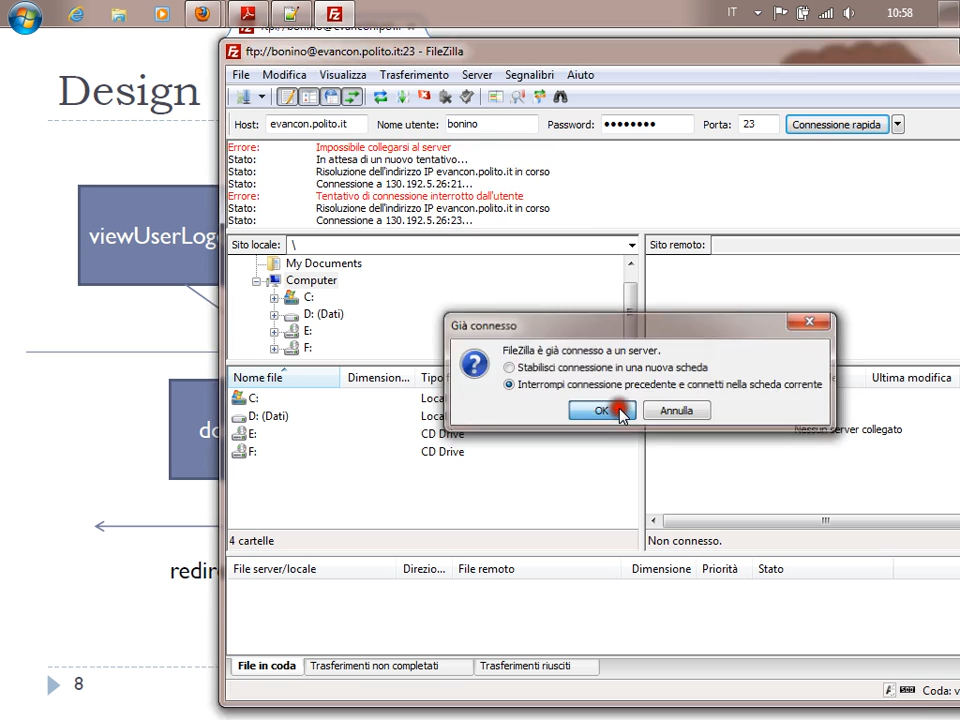 IT
10:58
ftp://bonino@evancon.po...
ftp://bonino@evancon.polito.it:23 - FileZilla
Design
File Modifica Visualizza Trasferimento Server Segnalibri Aiuto
Host: evancon.polito.it Nome utente: bonino Password: ●●●●●●●● Porta: 23 Connessione rapida
Errore: Impossibile collegarsi al server
Stato: In attesa di un nuovo tentativo...
Stato: Risoluzione dell'indirizzo IP evancon.polito.it in corso
Stato: Connessione a 130.192.5.26:21...
Errore: Tentativo di connessione interrotto dall'utente
Stato: Risoluzione dell'indirizzo IP evancon.polito.it in corso
Stato: Connessione a 130.192.5.26:23...
viewUserLog
Sito locale: \
Sito remoto:
My Documents
Computer
C:
D: (Dati)
E:
F:
Già connesso
FileZilla è già connesso a un server.
Stabilisci connessione in una nuova scheda
Interrompi connessione precedente e connetti nella scheda corrente
OK Annulla
Nome file Dimension... Tipo Ultima modifica
C: Loca
D: (Dati) Loca
E: CD Drive
F: CD Drive
Nessun server collegato
do
4 cartelle
Non connesso.
File server/locale Direzio... File remoto Dimensione Priorità Stato
redire
File in coda Trasferimenti non completati Trasferimenti riusciti
8
Coda: v